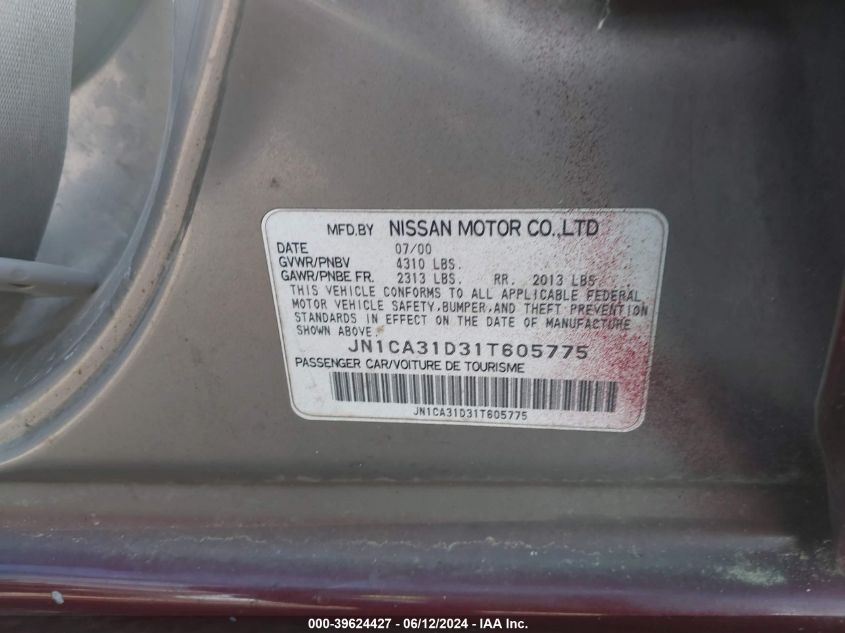 MFD.BY NISSAN MOTOR CO.,LTD
DATE 07/00
GVWR/PNBV 4310 LBS.
GAWR/PNBE FR. 2313 LBS. RR. 2013 LBS
THIS VEHICLE CONFORMS TO ALL APPLICABLE FEDERAL
MOTOR VEHICLE SAFETY,BUMPER,AND THEFT PREVENTION
STANDARDS IN EFFECT ON THE DATE OF MANUFACTURE
SHOWN ABOVE.
JN1CA31D31T605775
PASSENGER CAR/VOITURE DE TOURISME
JN1CA31D31T605775
000-39624427 - 06/12/2024 - IAA Inc.